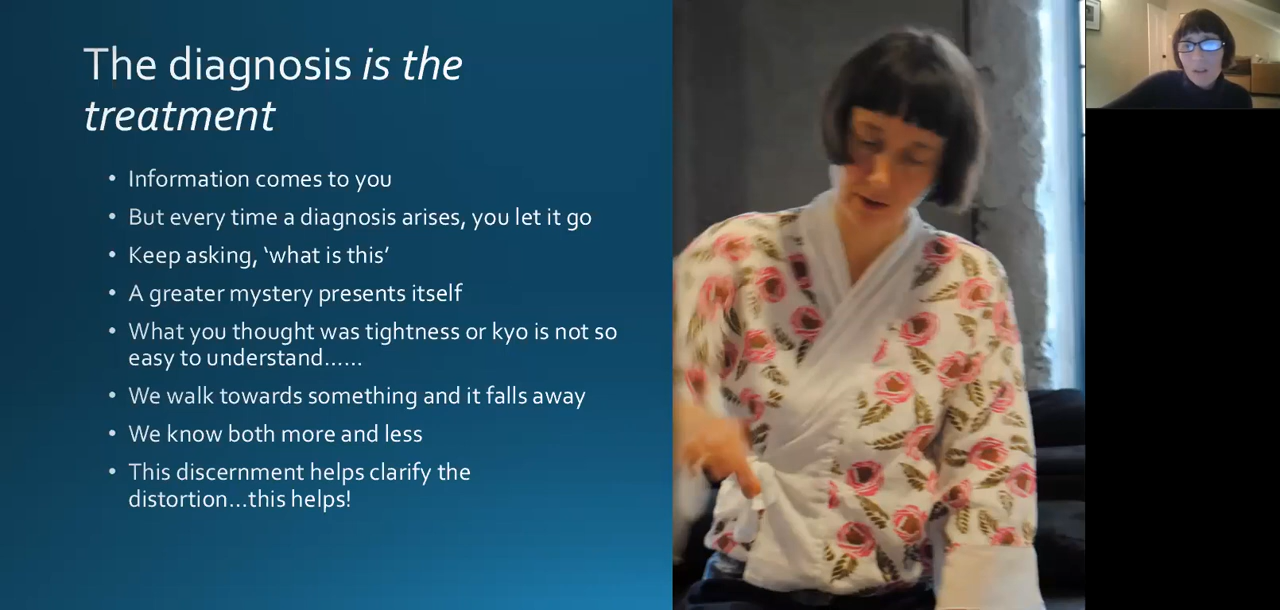 The diagnosis is the
treatment
• Information comes to you
• But every time a diagnosis arises, you let it go
• Keep asking, ‘what is this’
• A greater mystery presents itself
• What you thought was tightness or kyo is not so
easy to understand……
• We walk towards something and it falls away
• We know both more and less
• This discernment helps clarify the
distortion…this helps!